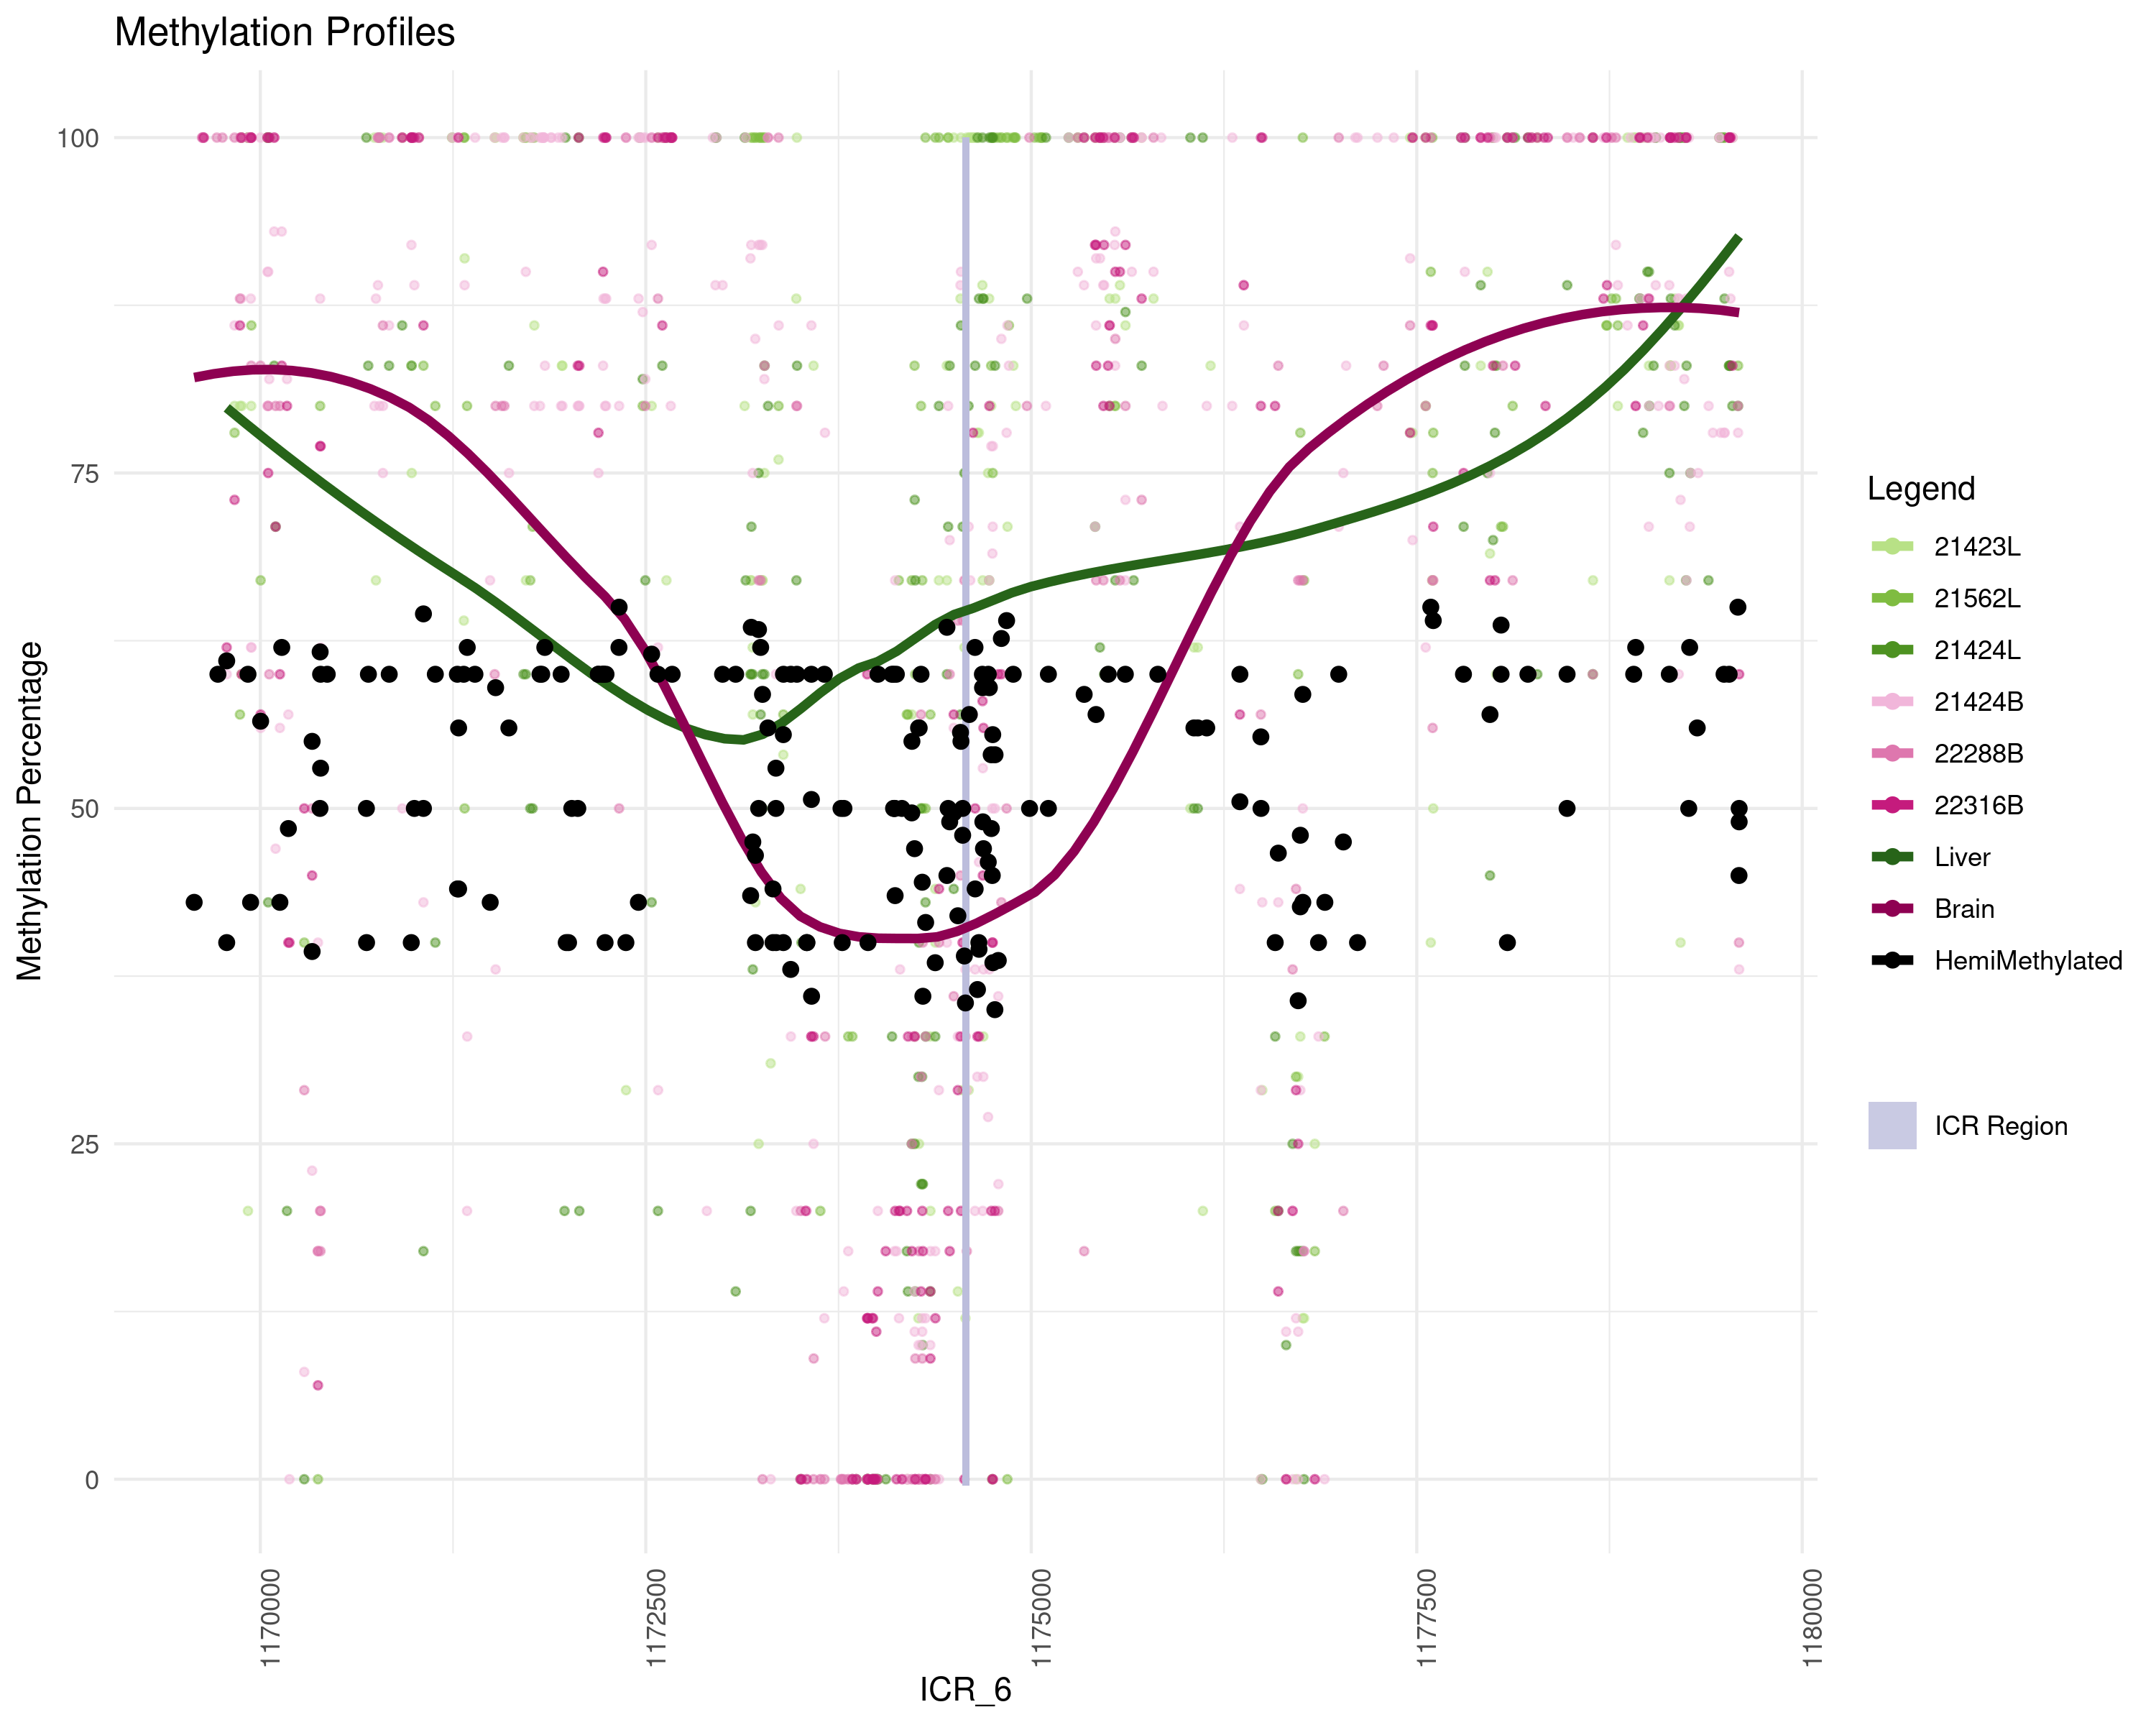 Methylation Profiles
100
75
50
25
0
Methylation Percentage
1170000
1172500
1175000
1177500
1180000
ICR_6
Legend
21423L
21562L
21424L
21424B
22288B
22316B
Liver
Brain
HemiMethylated
ICR Region